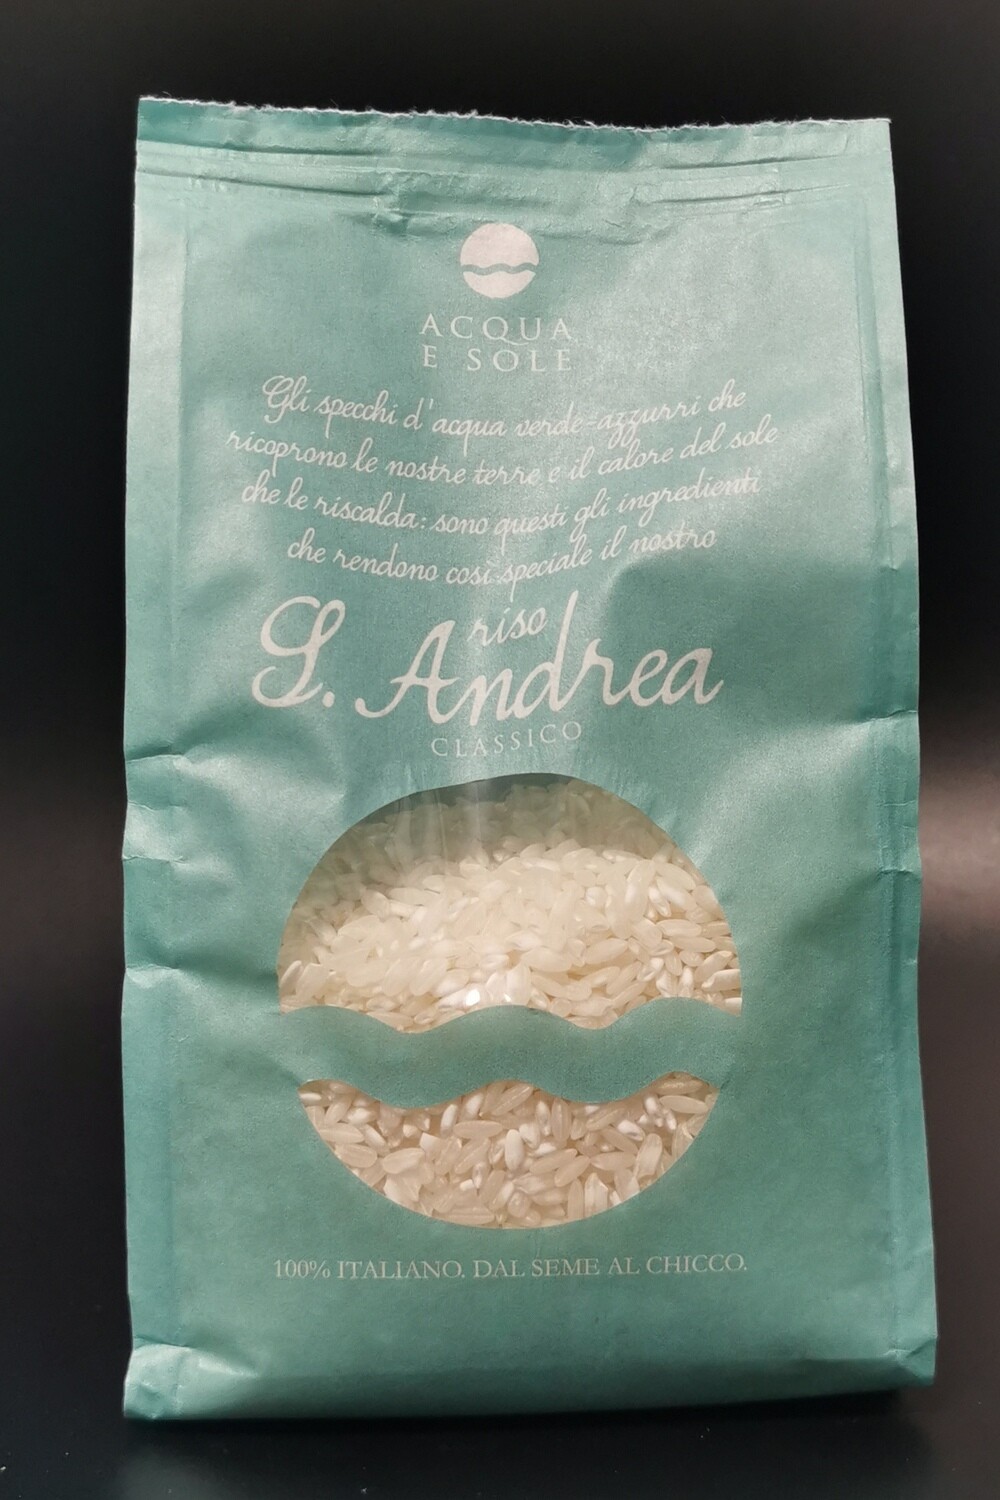 ACQUA
E SOLE
Gli specchi d'acqua verde-azzurri che
ricoprono le nostre terre e il calore del sole
che le riscalda: sono questi gli ingredienti
che rendono così speciale il nostro
riso
S. Andrea
CLASSICO
100% ITALIANO. DAL SEME AL CHICCO.